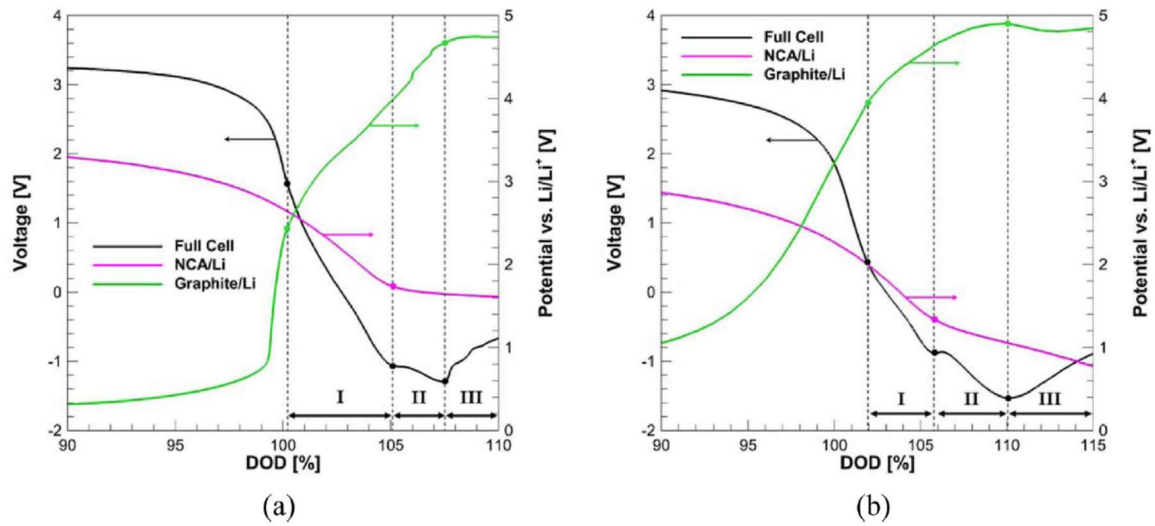 4
3
2
1
0
-1
-2
Voltage [V]
Full Cell
NCA/Li
Graphite/Li
I
II
III
90
95
100
105
110
DOD [%]
5
4
3
2
1
0
Potential vs. Li/Li⁺ [V]
(a)
4
3
2
1
0
-1
-2
Voltage [V]
Full Cell
NCA/Li
Graphite/Li
I
II
III
90
95
100
105
110
115
DOD [%]
5
4
3
2
1
0
Potential vs. Li/Li⁺ [V]
(b)